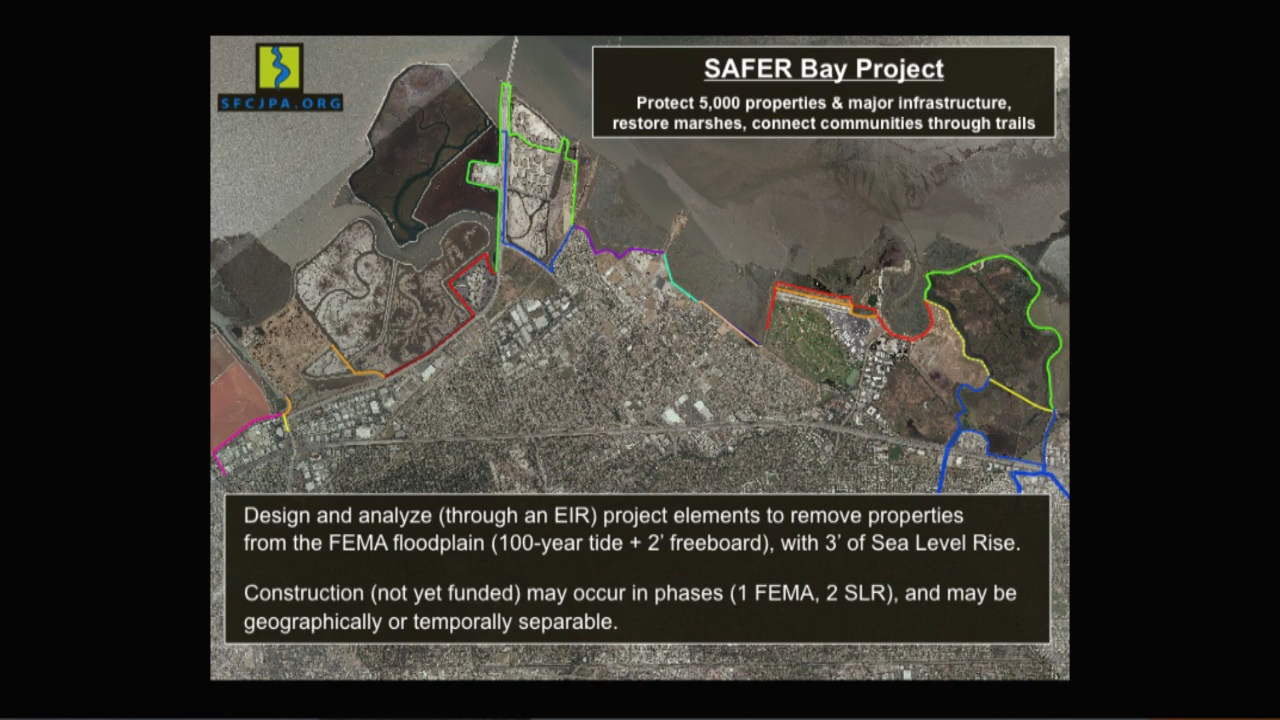 SFCJPA.ORG
SAFER Bay Project
Protect 5,000 properties & major infrastructure,
restore marshes, connect communities through trails
Design and analyze (through an EIR) project elements to remove properties
from the FEMA floodplain (100-year tide + 2' freeboard), with 3' of Sea Level Rise.
Construction (not yet funded) may occur in phases (1 FEMA, 2 SLR), and may be
geographically or temporally separable.